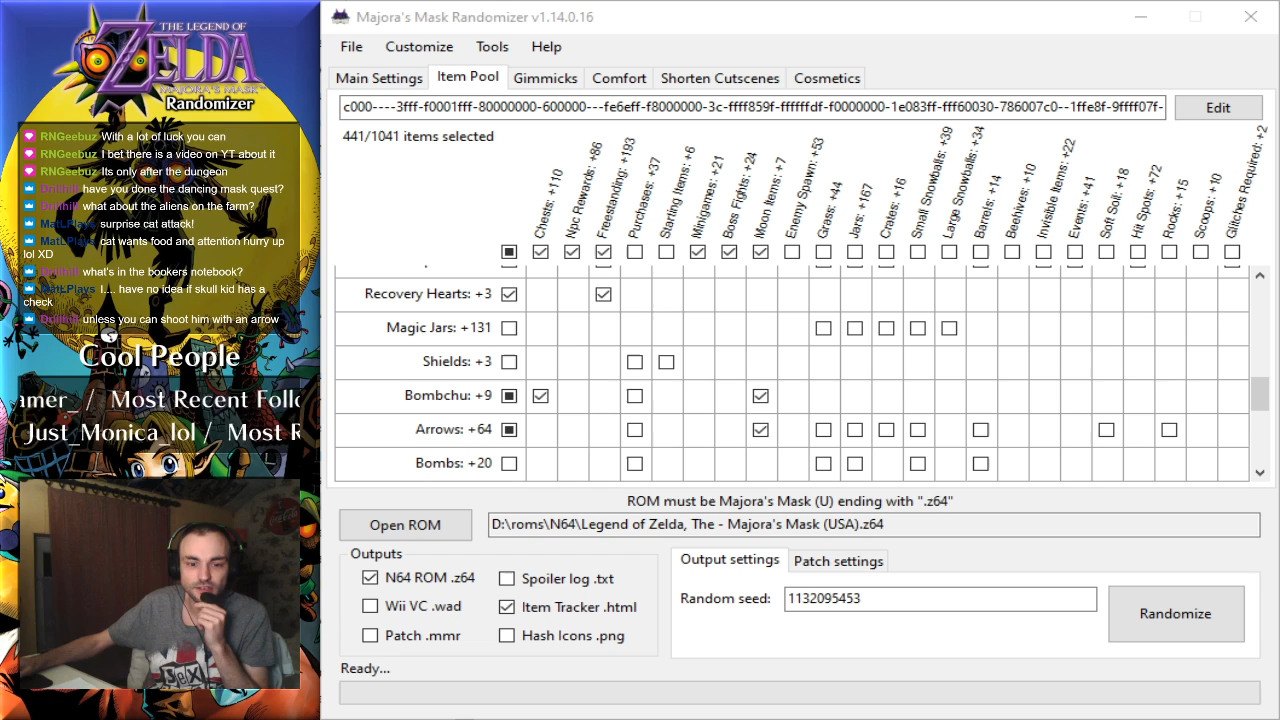 THE LEGEND OF
ZELDA
MAJORA'S MASK
Randomizer
RNGeebuz With a lot of luck you can
RNGeebuz I bet there is a video on YT about it
RNGeebuz Its only after the dungeon
have you done the dancing mask quest?
what about the aliens on the farm?
MatLPlays surprise cat attack!
MatLPlays cat wants food and attention hurry up
lol XD
what's in the bookers notebook?
MatLPlays I.... have no idea if skull kid has a
check
unless you can shoot him with an arrow
Cool People
amer_ / Most Recent Follo
Just_Monica_lol / Most R
Majora's Mask Randomizer v1.14.0.16
File Customize Tools Help
Main Settings Item Pool Gimmicks Comfort Shorten Cutscenes Cosmetics
c000----3fff-f0001fff-80000000-600000---fe6eff-f8000000-3c-ffff859f-ffffffdf-f0000000-1e083ff-fff60030-786007c0--1ffe8f-9ffff07f- Edit
441/1041 items selected
Chests: +110
Npc Rewards: +86
Freestanding: +193
Purchases: +37
Starting Items: +6
Minigames: +21
Boss Fights: +24
Moon Items: +7
Enemy Spawn: +53
Grass: +44
Jars: +167
Crates: +16
Small Snowballs: +39
Large Snowballs: +34
Barrels: +14
Beehives: +10
Invisible Items: +22
Events: +41
Soft Soil: +18
Hit Spots: +72
Rocks: +15
Scoops: +10
Glitches Required: +2
Recovery Hearts: +3
Magic Jars: +131
Shields: +3
Bombchu: +9
Arrows: +64
Bombs: +20
ROM must be Majora's Mask (U) ending with ".z64"
Open ROM D:\roms\N64\Legend of Zelda, The - Majora's Mask (USA).z64
Outputs
N64 ROM .z64 Spoiler log .txt
Wii VC .wad Item Tracker .html
Patch .mmr Hash Icons .png
Output settings Patch settings
Random seed: 1132095453
Randomize
Ready...